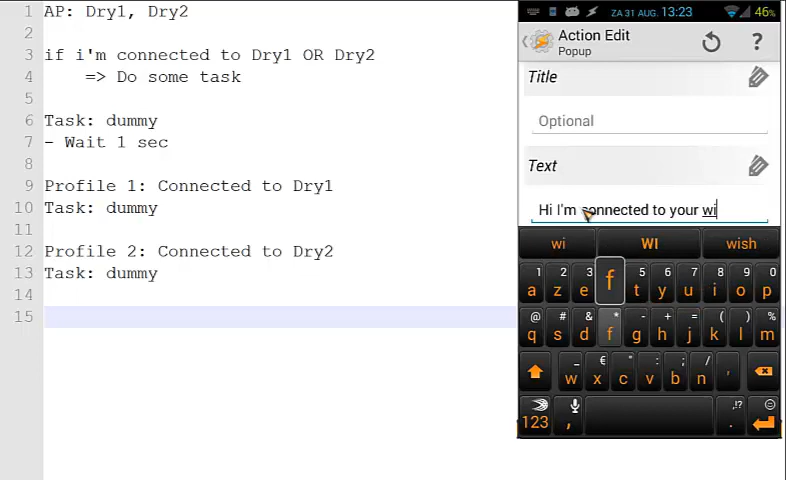 1 AP: Dry1, Dry2
2
3 if i'm connected to Dry1 OR Dry2
4 => Do some task
5
6 Task: dummy
7 - Wait 1 sec
8
9 Profile 1: Connected to Dry1
10 Task: dummy
11
12 Profile 2: Connected to Dry2
13 Task: dummy
14
15
ZA 31 AUG. 13:23 46%
Action Edit ?
Popup
Title
Optional
Text
Hi I'm connected to your wi
wi WI wish
1 2 3 5 6 7 8 9 0
a z e f t y u i o p
@ # & * - + = ( ) %
q s d f g h j k l m
_ € " : ; /
w x c v b n '
,!?
123 , .